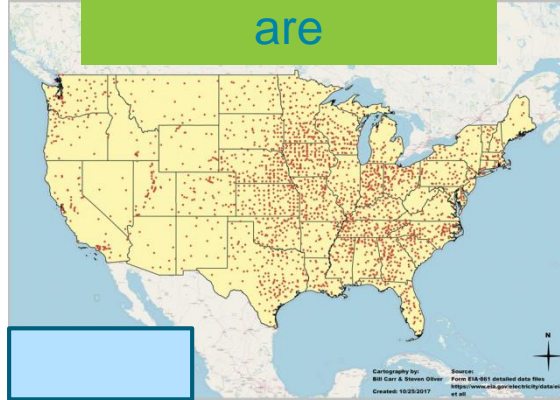 are
N
Cartography by:
Bill Carr & Steven Oliver
Created: 10/25/2017
Source:
Form EIA-861 detailed data files
https://www.eia.gov/electricity/data/ei
et all